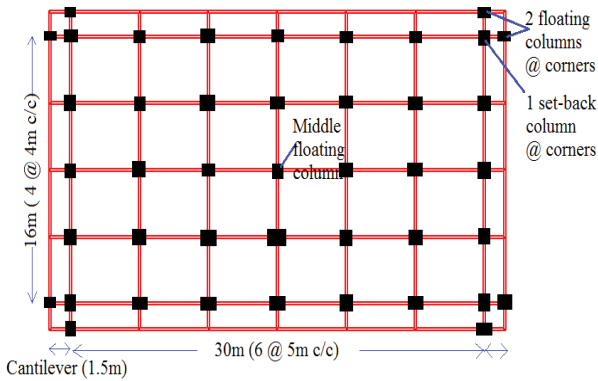 2 floating
columns
@ corners
1 set-back
column
@ corners
Middle
floating
column
16m ( 4 @ 4m c/c)
30m (6 @ 5m c/c)
Cantilever (1.5m)